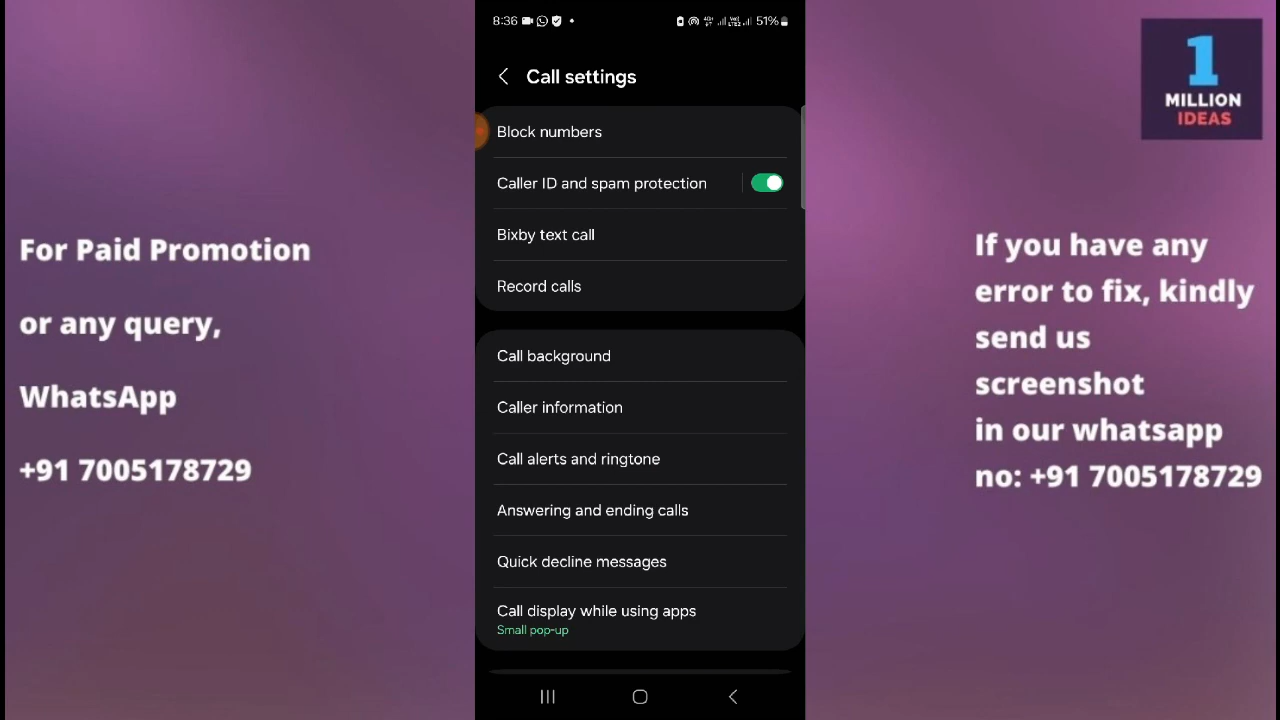 For Paid Promotion
or any query,
WhatsApp
+91 7005178729
8:36
51%
Call settings
Block numbers
Caller ID and spam protection
Bixby text call
Record calls
Call background
Caller information
Call alerts and ringtone
Answering and ending calls
Quick decline messages
Call display while using apps
Small pop-up
1
MILLION
IDEAS
If you have any
error to fix, kindly
send us
screenshot
in our whatsapp
no: +91 7005178729